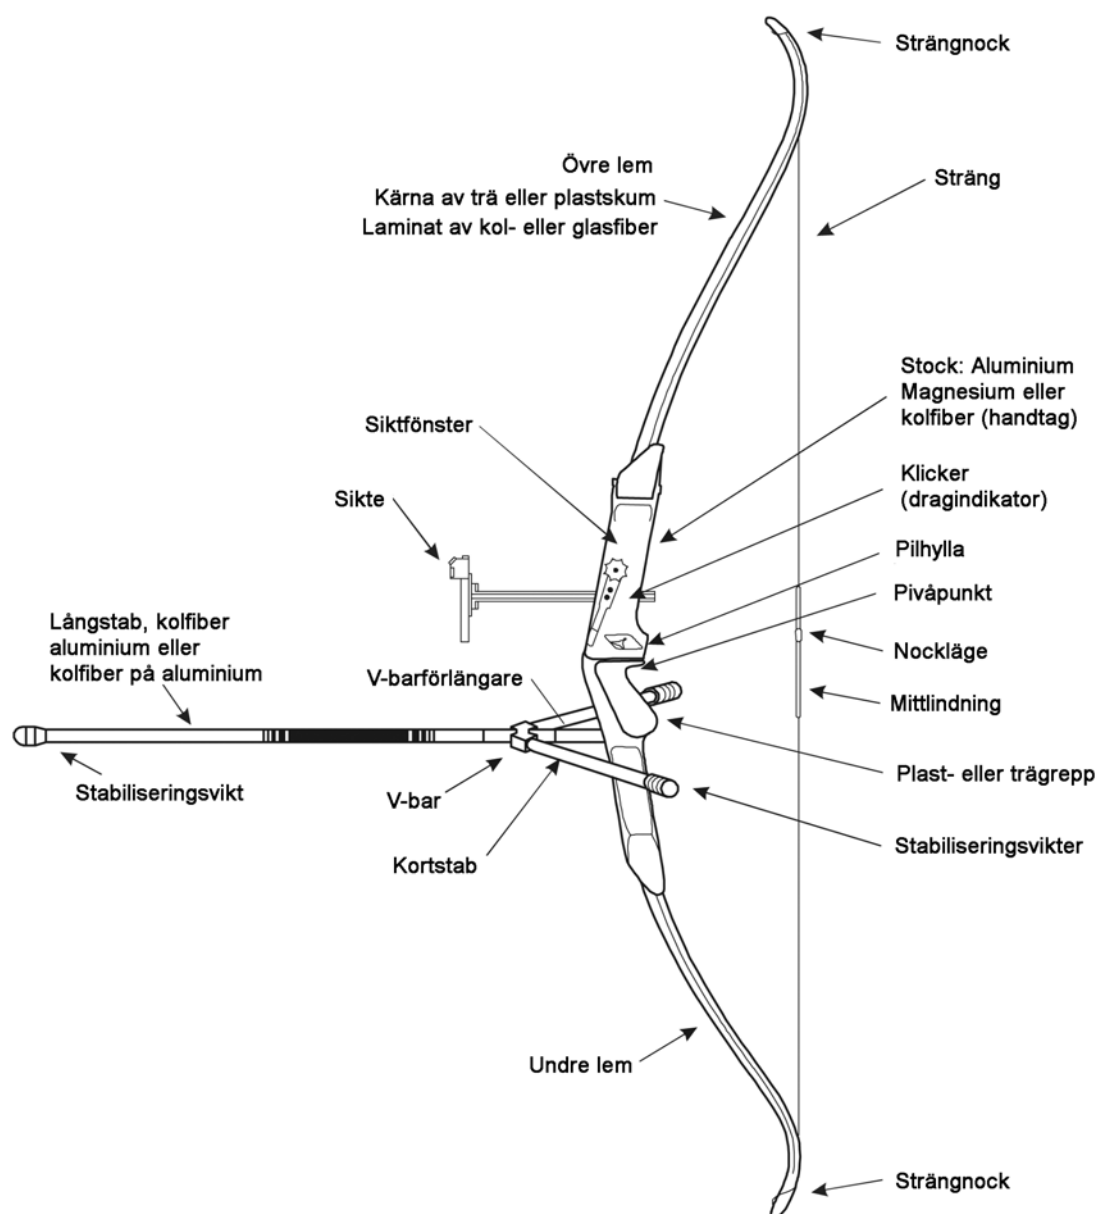 Strängnock
Övre lem
Kärna av trä eller plastskum
Laminat av kol- eller glasfiber
Sträng
Stock: Aluminium
Magnesium eller
kolfiber (handtag)
Siktfönster
Klicker
(dragindikator)
Sikte
Pilhylla
Pivåpunkt
Långstab, kolfiber
aluminium eller
kolfiber på aluminium
Nockläge
V-barförlängare
Mittlindning
Plast- eller trägrepp
Stabiliseringsvikt
V-bar
Stabiliseringsvikter
Kortstab
Undre lem
Strängnock